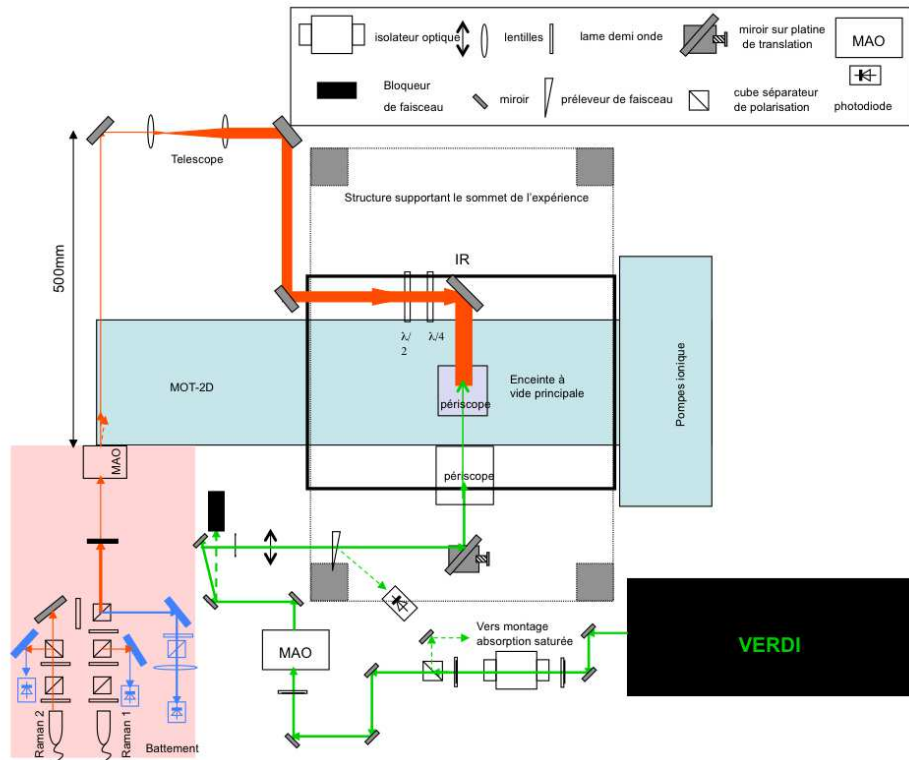 isolateur optique
lentilles
lame demi onde
miroir sur platine
de translation
MAO
Bloqueur
de faisceau
miroir
préleveur de faisceau
cube séparateur
de polarisation
photodiode
Telescope
Structure supportant le sommet de l'expérience
500mm
IR
λ/
2
λ/4
MOT-2D
Enceinte à
vide principale
périscope
Pompes ionique
MAO
périscope
Vers montage
absorption saturée
VERDI
MAO
Raman 2
Raman 1
Battement